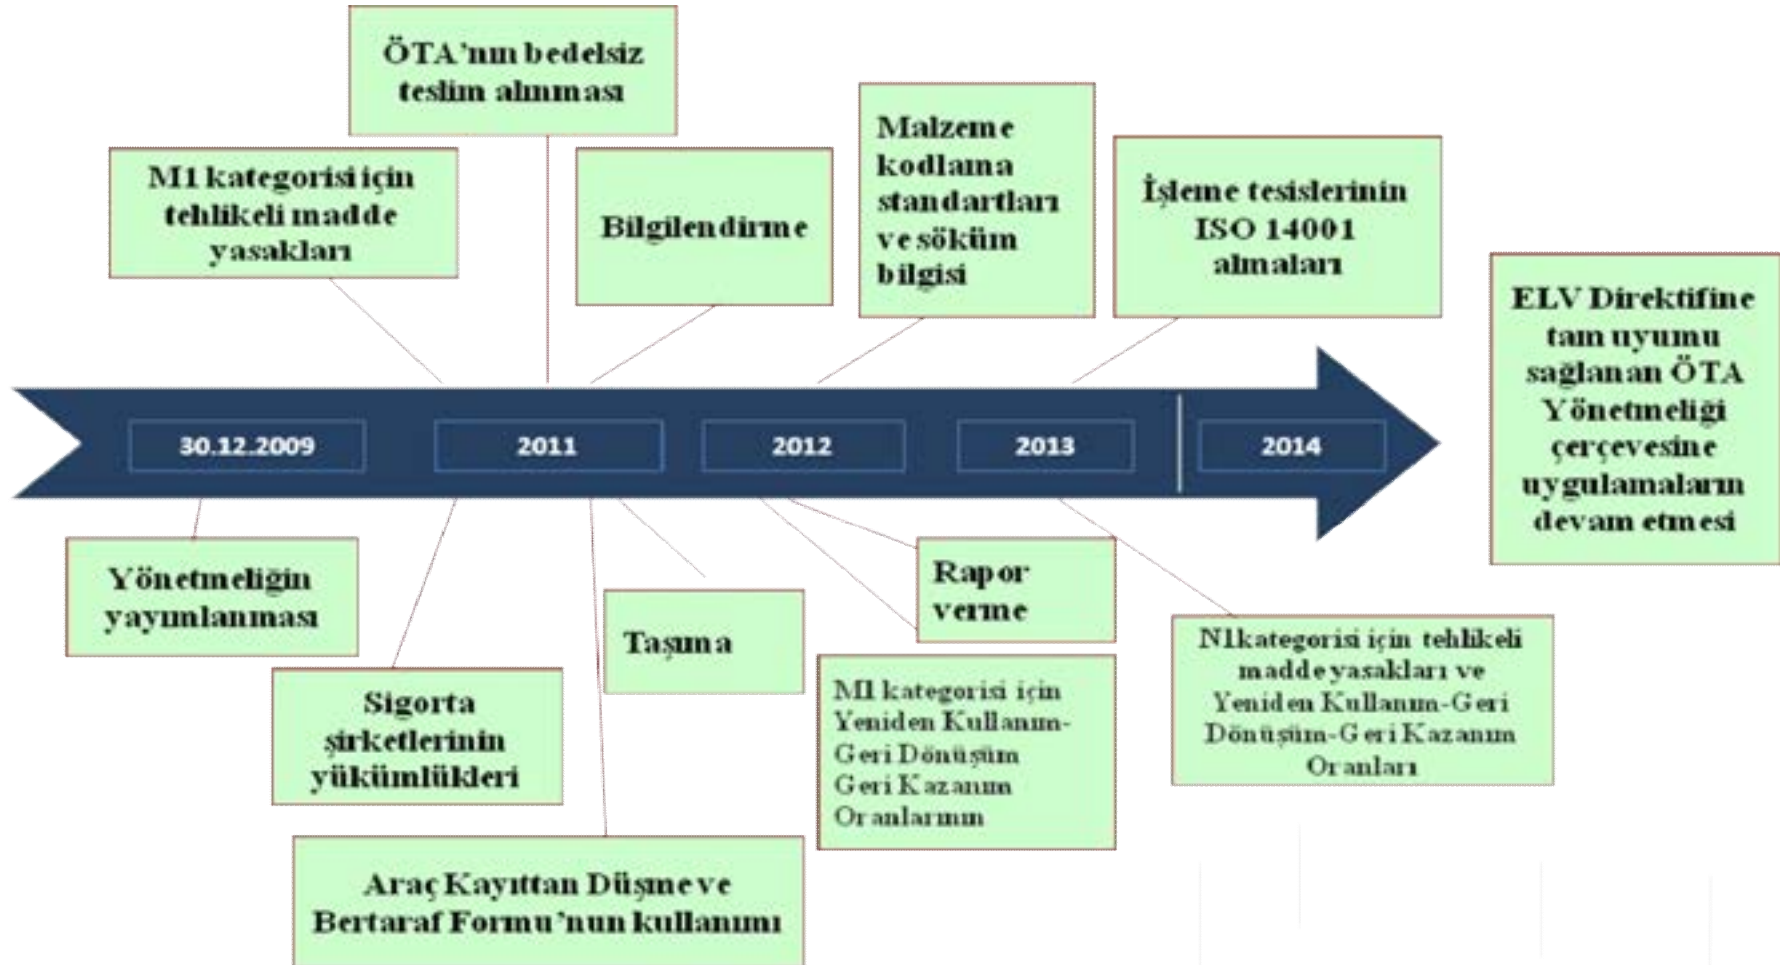 ÖTA’nın bedelsiz
teslim alınması
M1 kategorisi için
tehlikeli madde
yasakları
Bilgilendirme
Malzeme
kodlama
standartları
ve söküm
bilgisi
İşleme tesislerinin
ISO 14001
almaları
ELV Direktifine
tam uyumu
sağlanan ÖTA
Yönetmeliği
çerçevesine
uygulamaların
devam etmesi
30.12.2009
2011
2012
2013
2014
Yönetmeliğin
yayımlanması
Sigorta
şirketlerinin
yükümlükleri
Araç Kayıttan Düşme ve
Bertaraf Formu’nun kullanımı
Taşıma
Rapor
verme
M1 kategorisi için
Yeniden Kullanım-
Geri Dönüşüm
Geri Kazanım
Oranlarının
N1kategorisi için tehlikeli
madde yasakları ve
Yeniden Kullanım-Geri
Dönüşüm-Geri Kazanım
Oranları